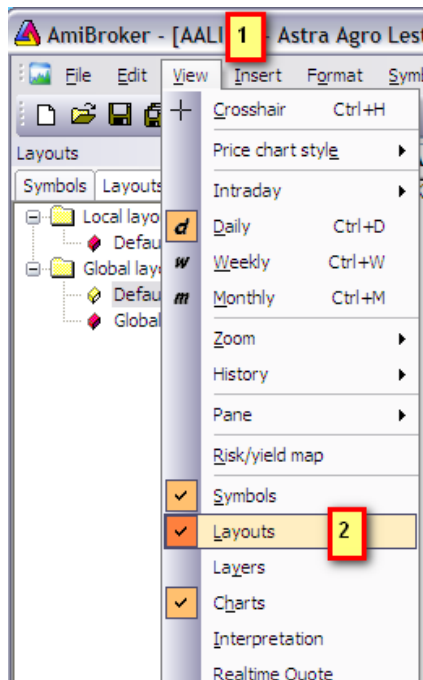 AmiBroker - [AALI 1 - Astra Agro Lest
File Edit View Insert Format Symb
Crosshair Ctrl+H
Layouts
Price chart style
Symbols Layouts
Intraday
Local layo
d Daily Ctrl+D
Defau
w Weekly Ctrl+W
Global lay
m Monthly Ctrl+M
Defau
Global
Zoom
History
Pane
Risk/yield map
Symbols
Layouts 2
Layers
Charts
Interpretation
Realtime Quote